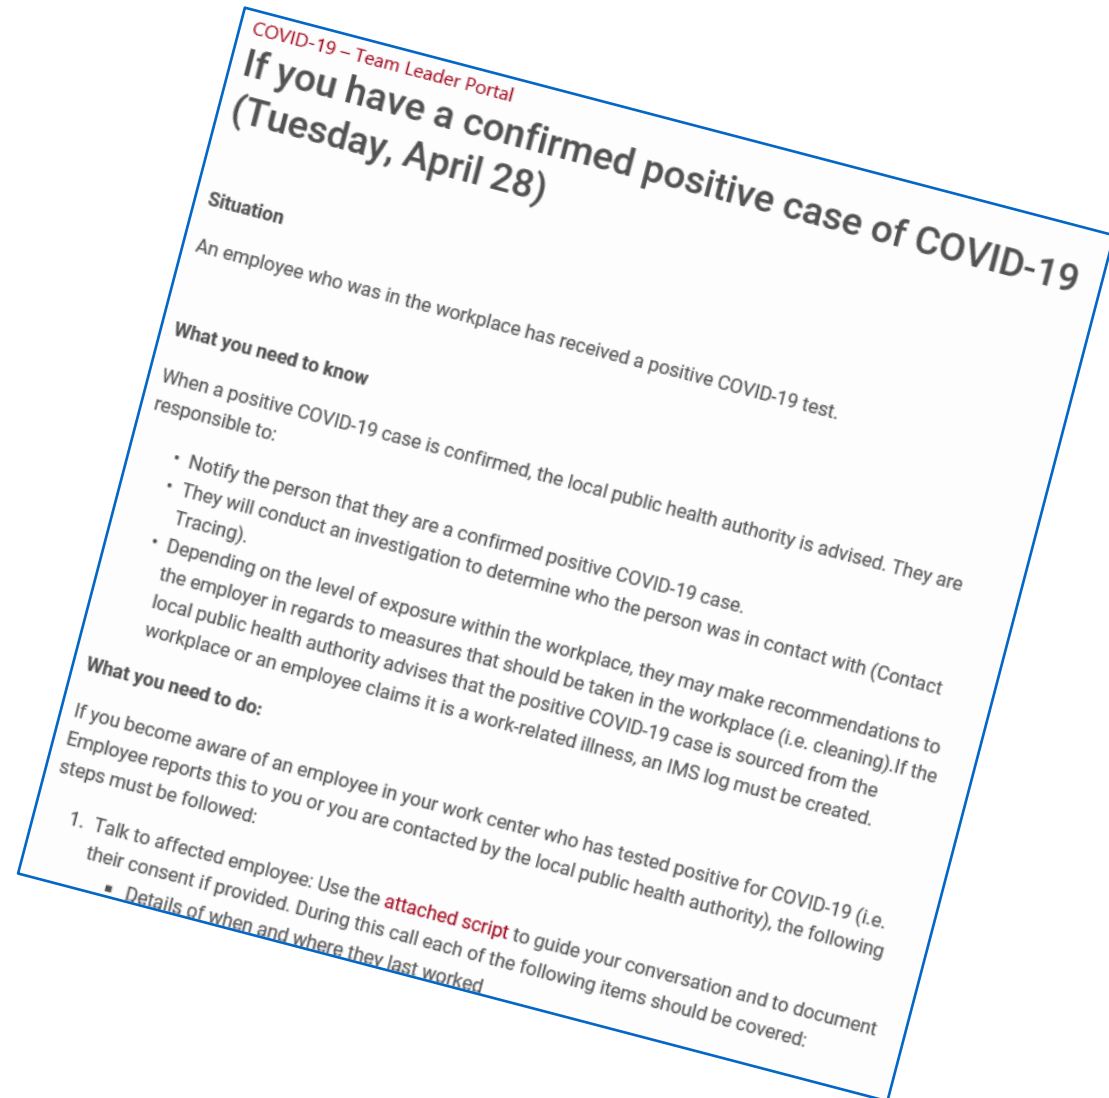 COVID-19 – Team Leader Portal
If you have a confirmed positive case of COVID-19
(Tuesday, April 28)
Situation
An employee who was in the workplace has received a positive COVID-19 test.
What you need to know
When a positive COVID-19 case is confirmed, the local public health authority is advised. They are
responsible to:
• Notify the person that they are a confirmed positive COVID-19 case.
• They will conduct an investigation to determine who the person was in contact with (Contact
Tracing).
• Depending on the level of exposure within the workplace, they may make recommendations to
the employer in regards to measures that should be taken in the workplace (i.e. cleaning).If the
local public health authority advises that the positive COVID-19 case is sourced from the
workplace or an employee claims it is a work-related illness, an IMS log must be created.
What you need to do:
If you become aware of an employee in your work center who has tested positive for COVID-19 (i.e.
Employee reports this to you or you are contacted by the local public health authority), the following
steps must be followed:
1. Talk to affected employee: Use the attached script to guide your conversation and to document
their consent if provided. During this call each of the following items should be covered:
▪ Details of when and where they last worked